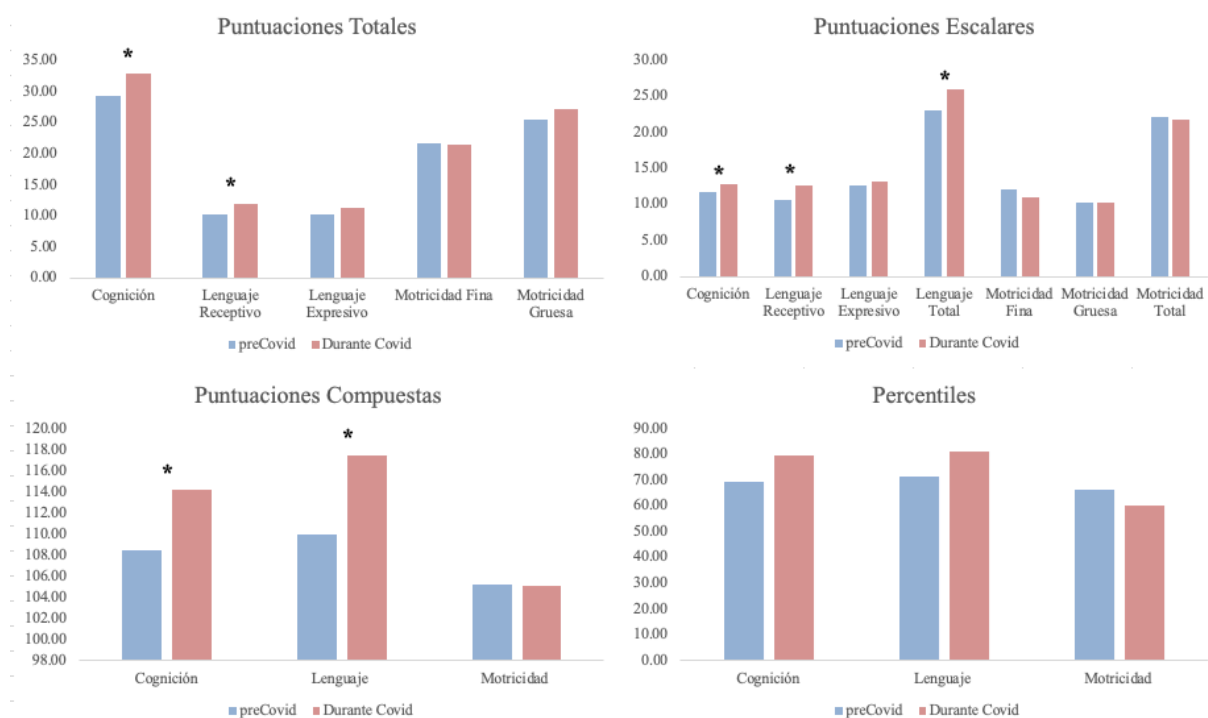 Puntuaciones Totales
35.00
30.00
25.00
20.00
15.00
10.00
5.00
0.00
*
*
Cognición
Lenguaje
Receptivo
Lenguaje
Expresivo
Motricidad Fina
Motricidad
Gruesa
preCovid
Durante Covid
Puntuaciones Escalares
30.00
25.00
20.00
15.00
10.00
5.00
0.00
*
*
*
Cognición
Lenguaje
Receptivo
Lenguaje
Expresivo
Lenguaje
Total
Motricidad
Fina
Motricidad
Gruesa
Motricidad
Total
preCovid
Durante Covid
Puntuaciones Compuestas
120.00
118.00
116.00
114.00
112.00
110.00
108.00
106.00
104.00
102.00
100.00
98.00
*
*
Cognición
Lenguaje
Motricidad
preCovid
Durante Covid
Percentiles
90.00
80.00
70.00
60.00
50.00
40.00
30.00
20.00
10.00
0.00
Cognición
Lenguaje
Motricidad
preCovid
Durante Covid